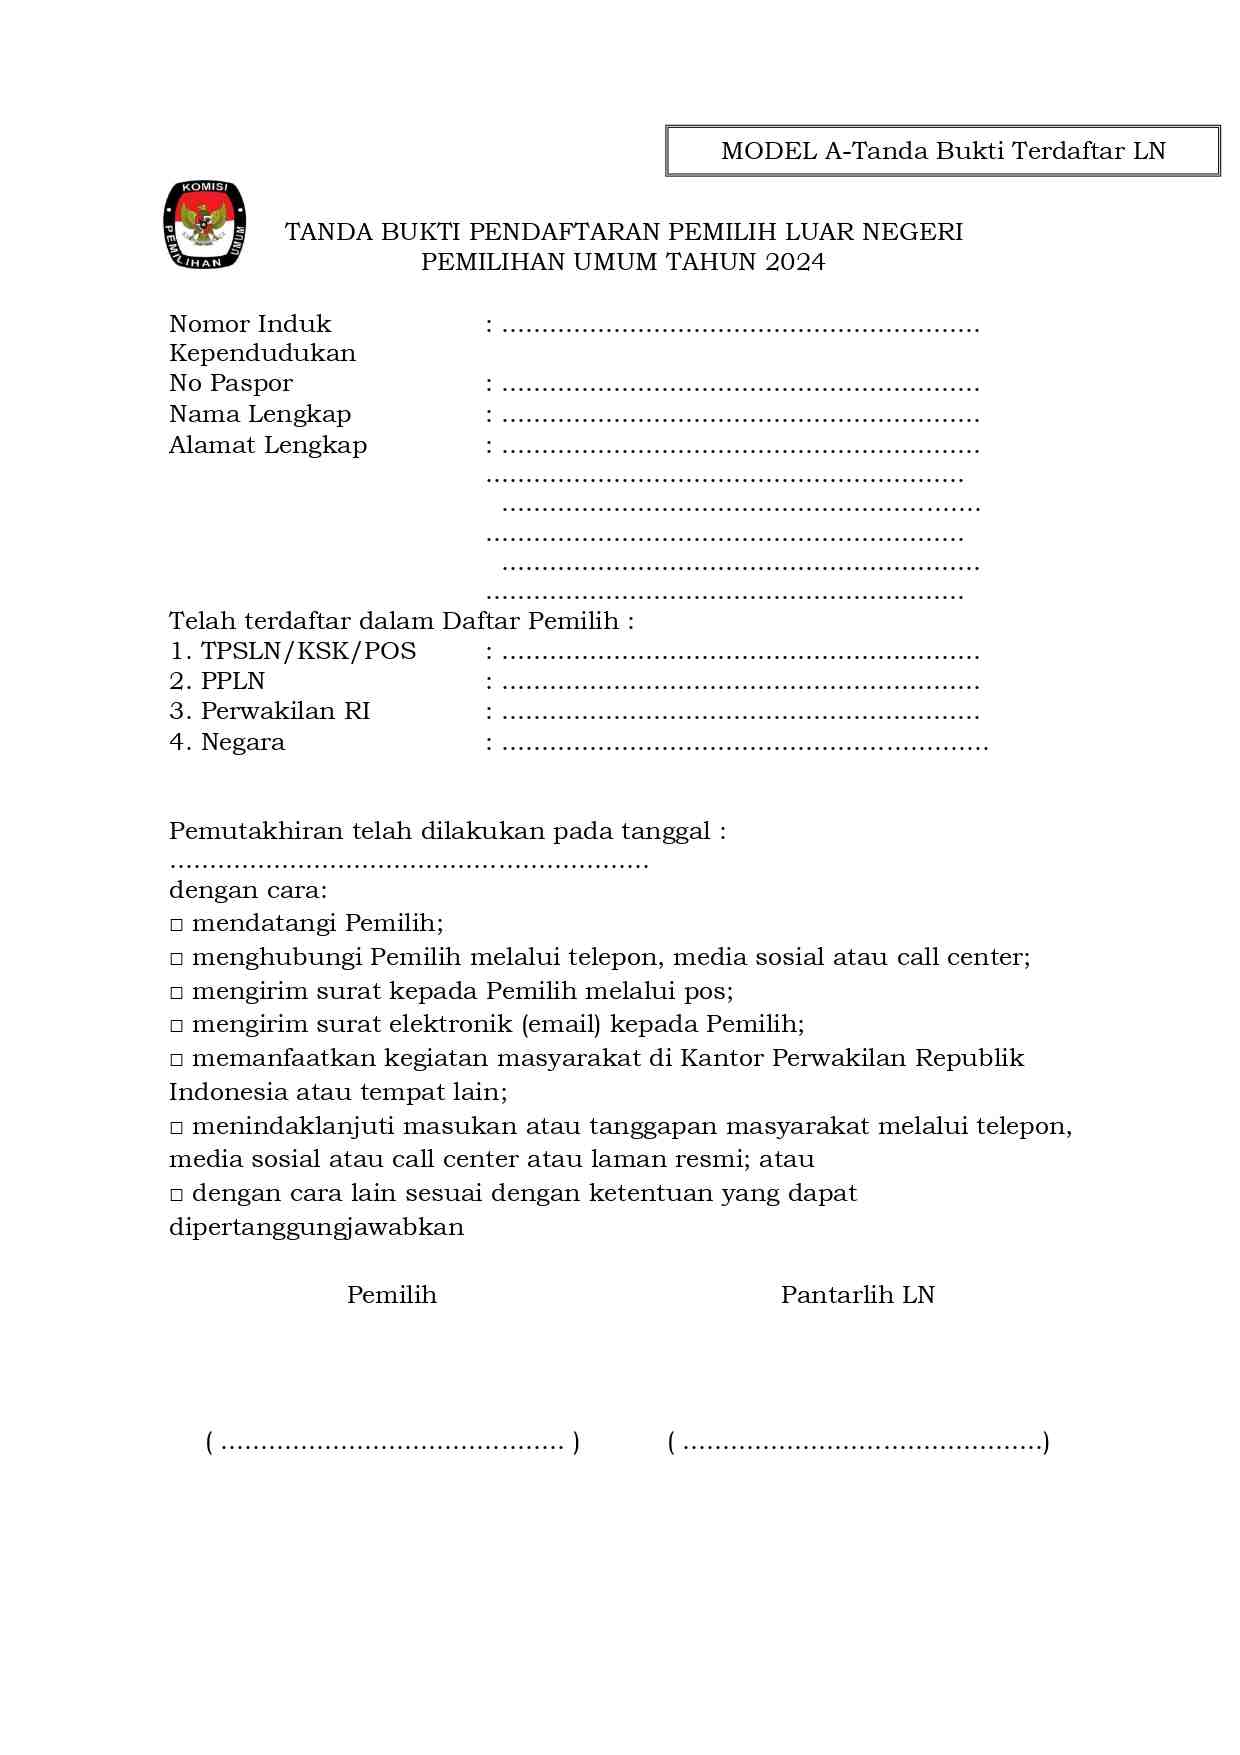 MODEL A-Tanda Bukti Terdaftar LN
KOMISI
PEMILIHAN
UMUM
TANDA BUKTI PENDAFTARAN PEMILIH LUAR NEGERI
PEMILIHAN UMUM TAHUN 2024
Nomor Induk : ............................................................
Kependudukan
No Paspor : ............................................................
Nama Lengkap : ............................................................
Alamat Lengkap : ............................................................
............................................................
............................................................
............................................................
............................................................
............................................................
Telah terdaftar dalam Daftar Pemilih :
1. TPSLN/KSK/POS : ............................................................
2. PPLN : ............................................................
3. Perwakilan RI : ............................................................
4. Negara : .............................................................
Pemutakhiran telah dilakukan pada tanggal :
............................................................
dengan cara:
□ mendatangi Pemilih;
□ menghubungi Pemilih melalui telepon, media sosial atau call center;
□ mengirim surat kepada Pemilih melalui pos;
□ mengirim surat elektronik (email) kepada Pemilih;
□ memanfaatkan kegiatan masyarakat di Kantor Perwakilan Republik
Indonesia atau tempat lain;
□ menindaklanjuti masukan atau tanggapan masyarakat melalui telepon,
media sosial atau call center atau laman resmi; atau
□ dengan cara lain sesuai dengan ketentuan yang dapat
dipertanggungjawabkan
Pemilih Pantarlih LN
( ........................................... ) ( .............................................)